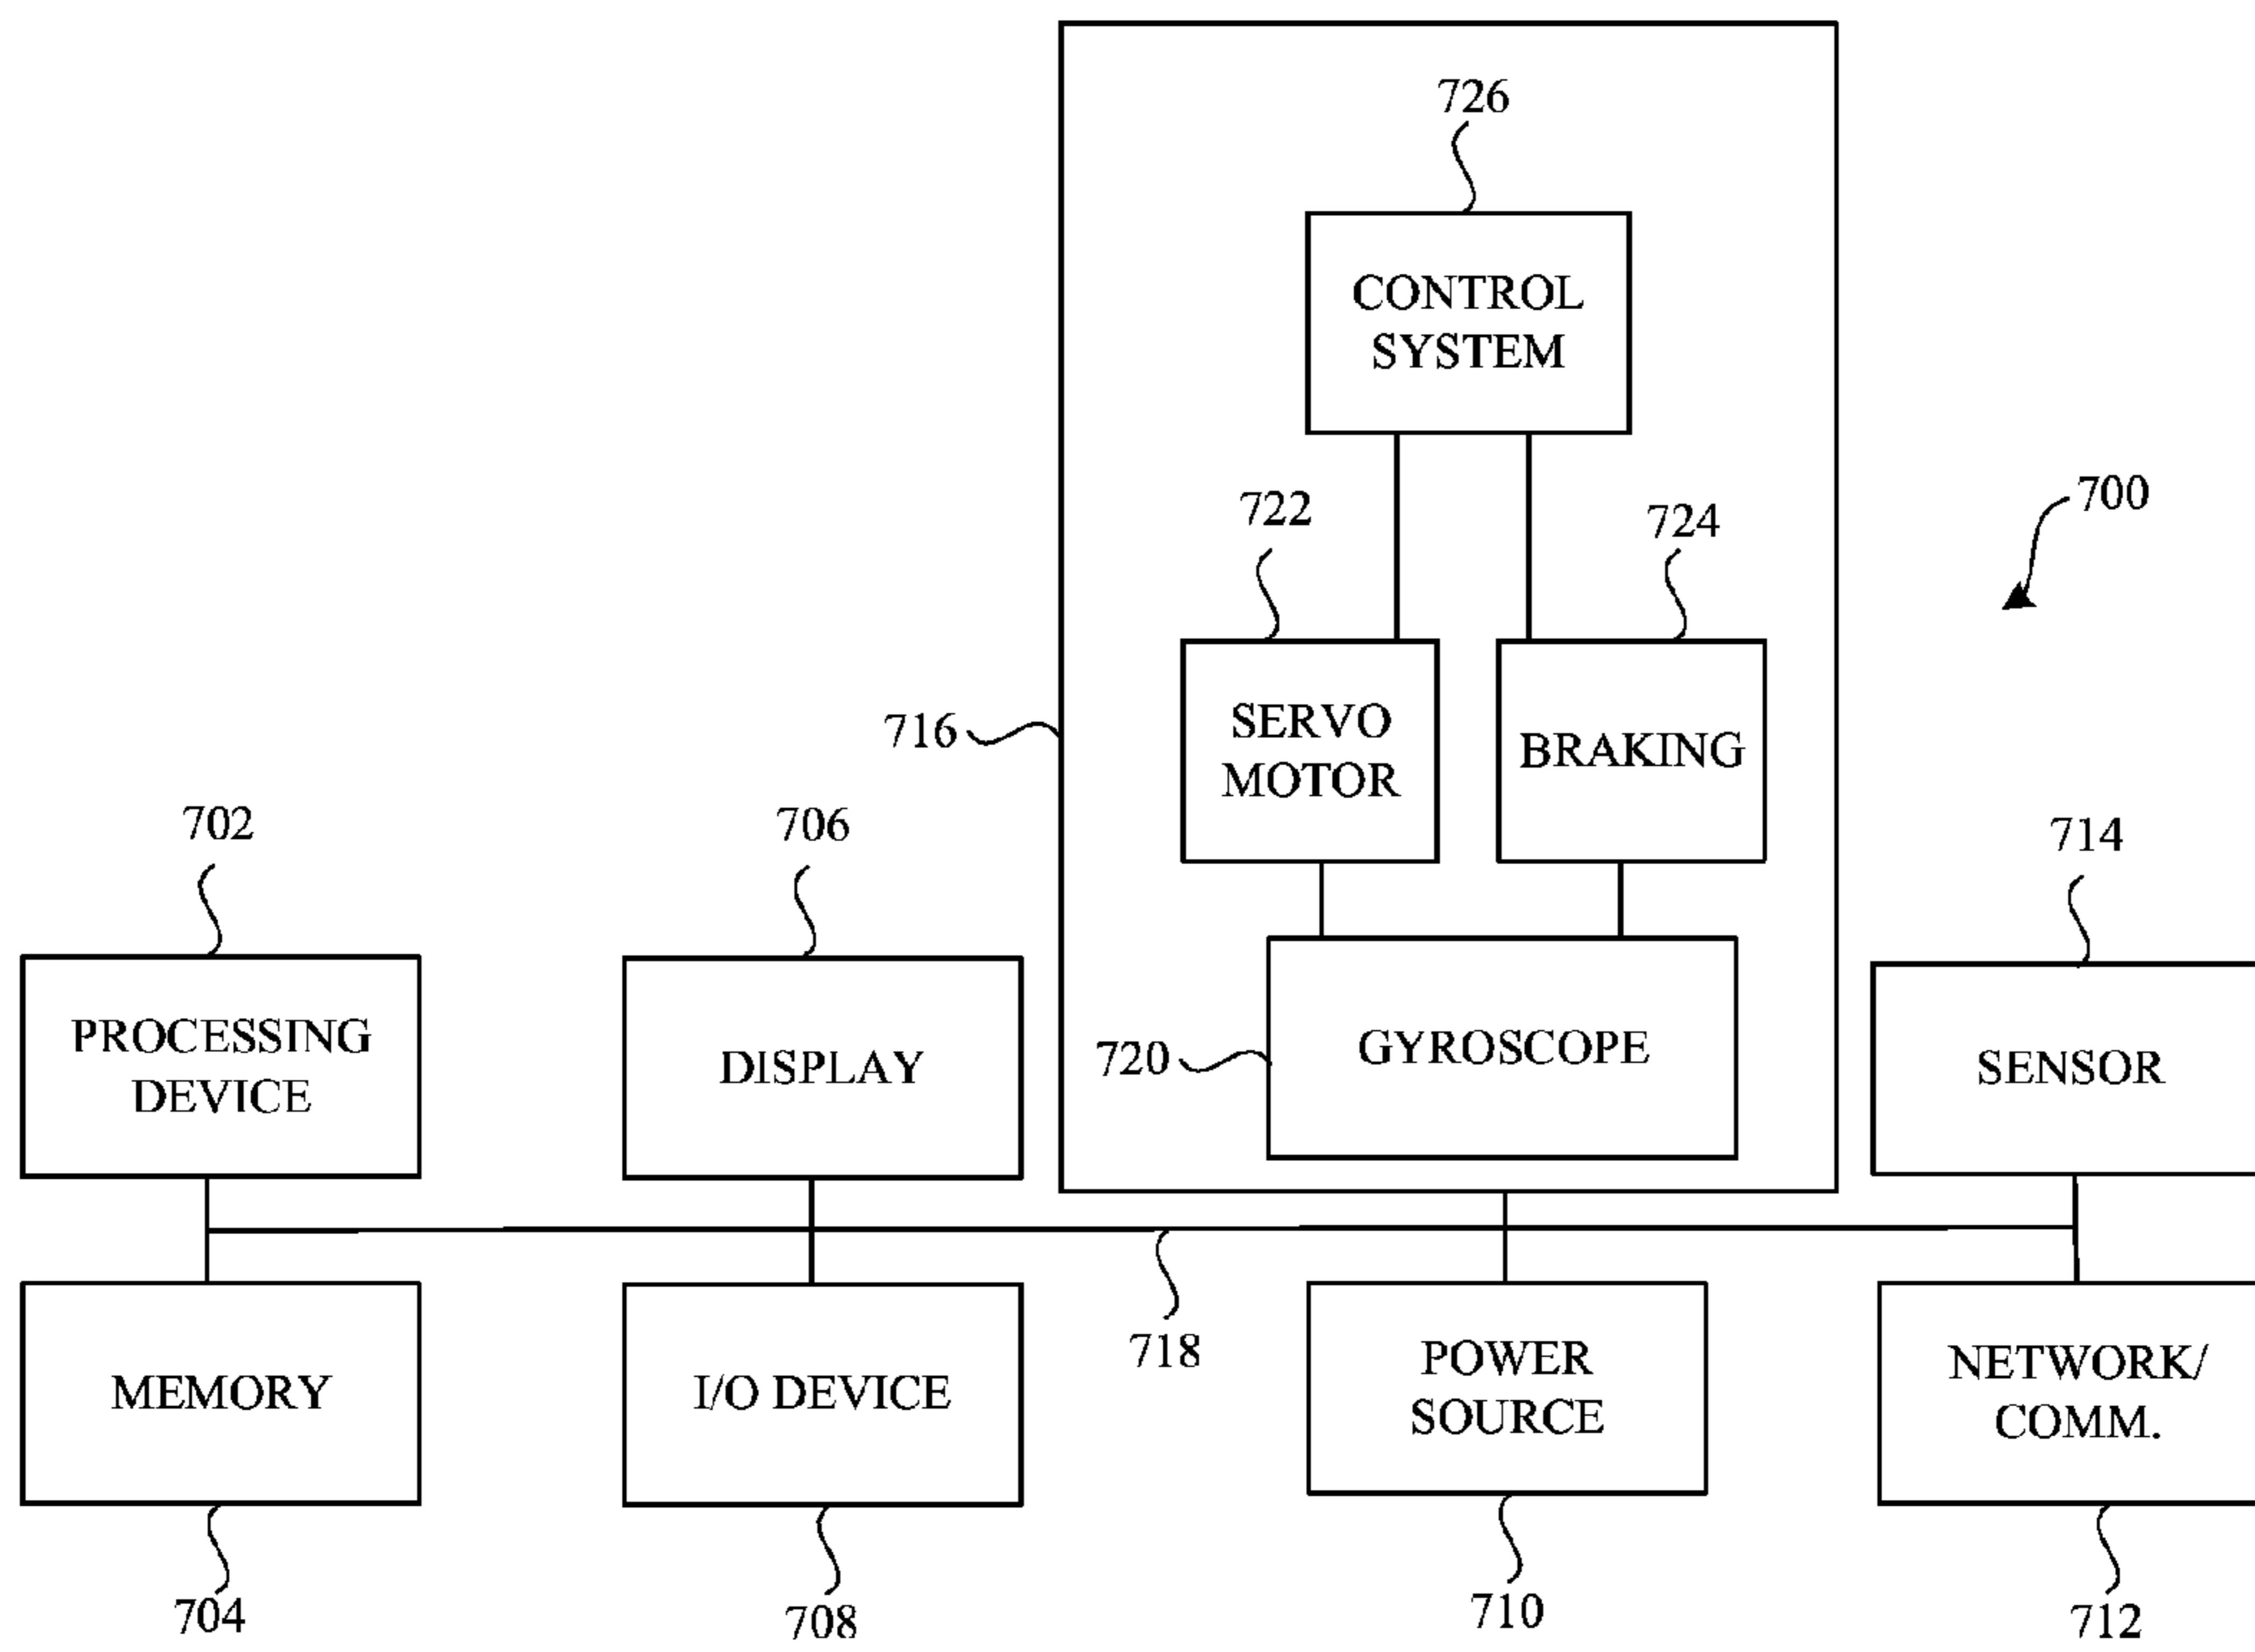 726
CONTROL
SYSTEM
700
722
724
716
SERVO
MOTOR
BRAKING
702
706
714
PROCESSING
DEVICE
DISPLAY
720
GYROSCOPE
SENSOR
718
MEMORY
I/O DEVICE
POWER
SOURCE
NETWORK/
COMM.
704
708
710
712